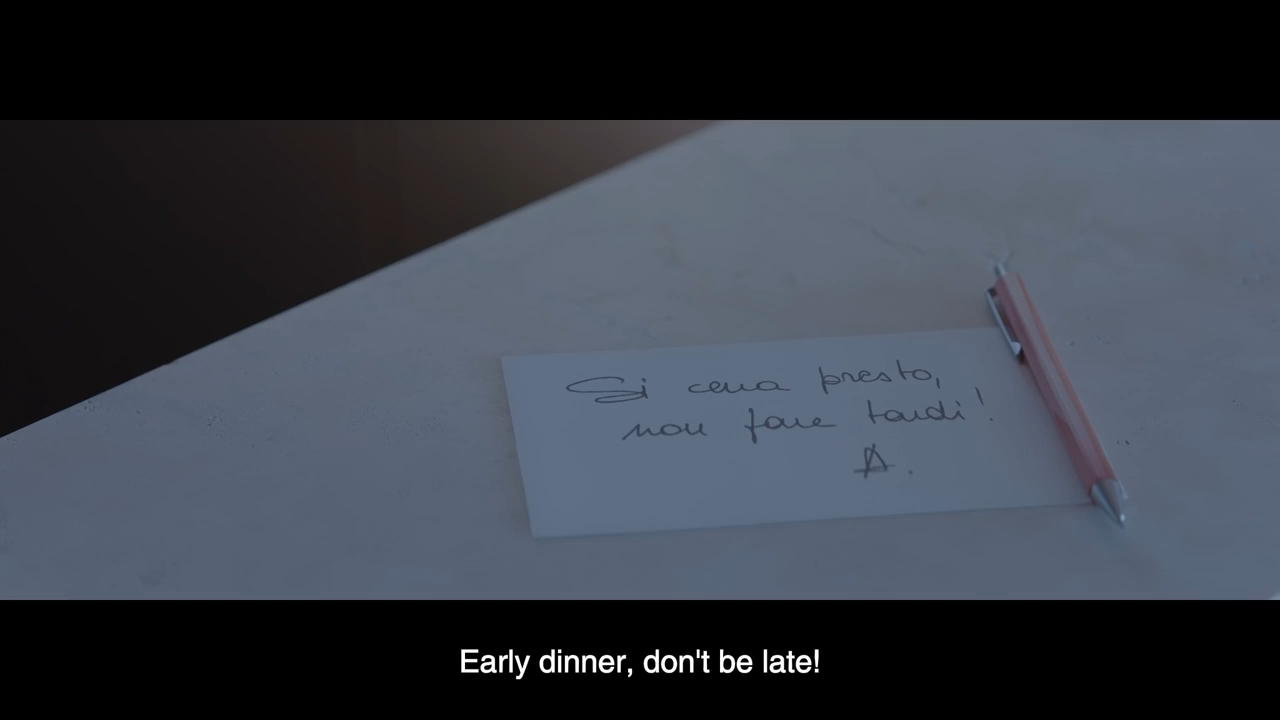 Si cena presto,
non fare tardi!
A.
Early dinner, don't be late!